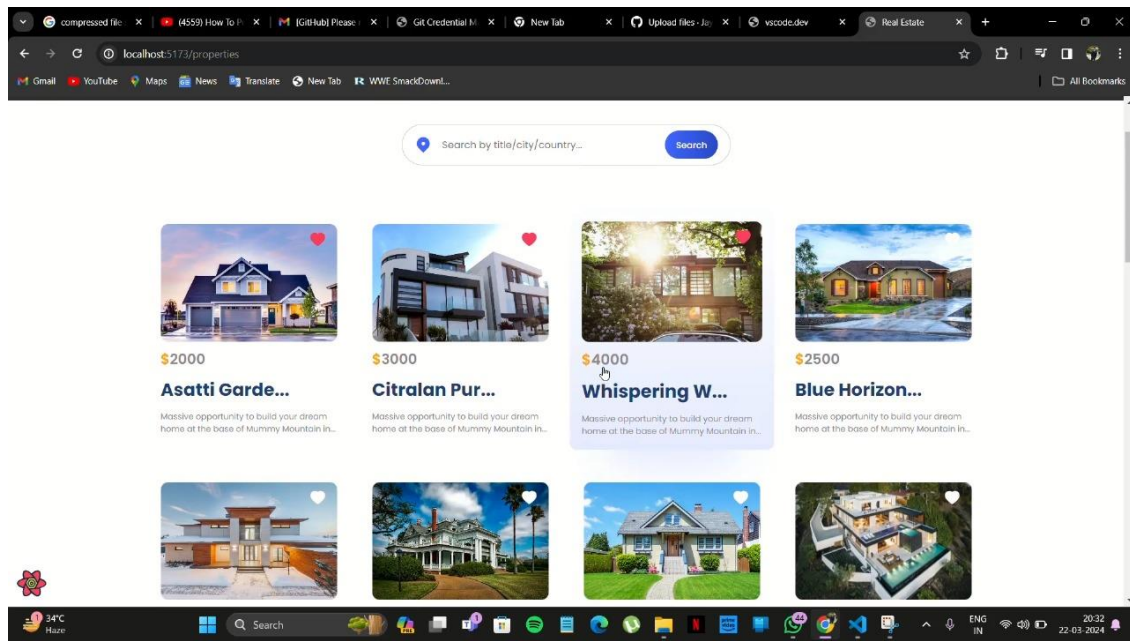 compressed file
(4559) How To P
[GitHub] Please
Git Credential M
New Tab
Upload files · Jay
vscode.dev
Real Estate
localhost:5173/properties
Gmail
YouTube
Maps
News
Translate
New Tab
WWE SmackDownl...
All Bookmarks
Search by title/city/country...
Search
$2000
Asatti Garde...
Massive opportunity to build your dream
home at the base of Mummy Mountain in...
$3000
Citralan Pur...
Massive opportunity to build your dream
home at the base of Mummy Mountain in...
$4000
Whispering W...
Massive opportunity to build your dream
home at the base of Mummy Mountain in...
$2500
Blue Horizon...
Massive opportunity to build your dream
home at the base of Mummy Mountain in...
34°C
Haze
Search
44
ENG
IN
20:32
22-03-2024